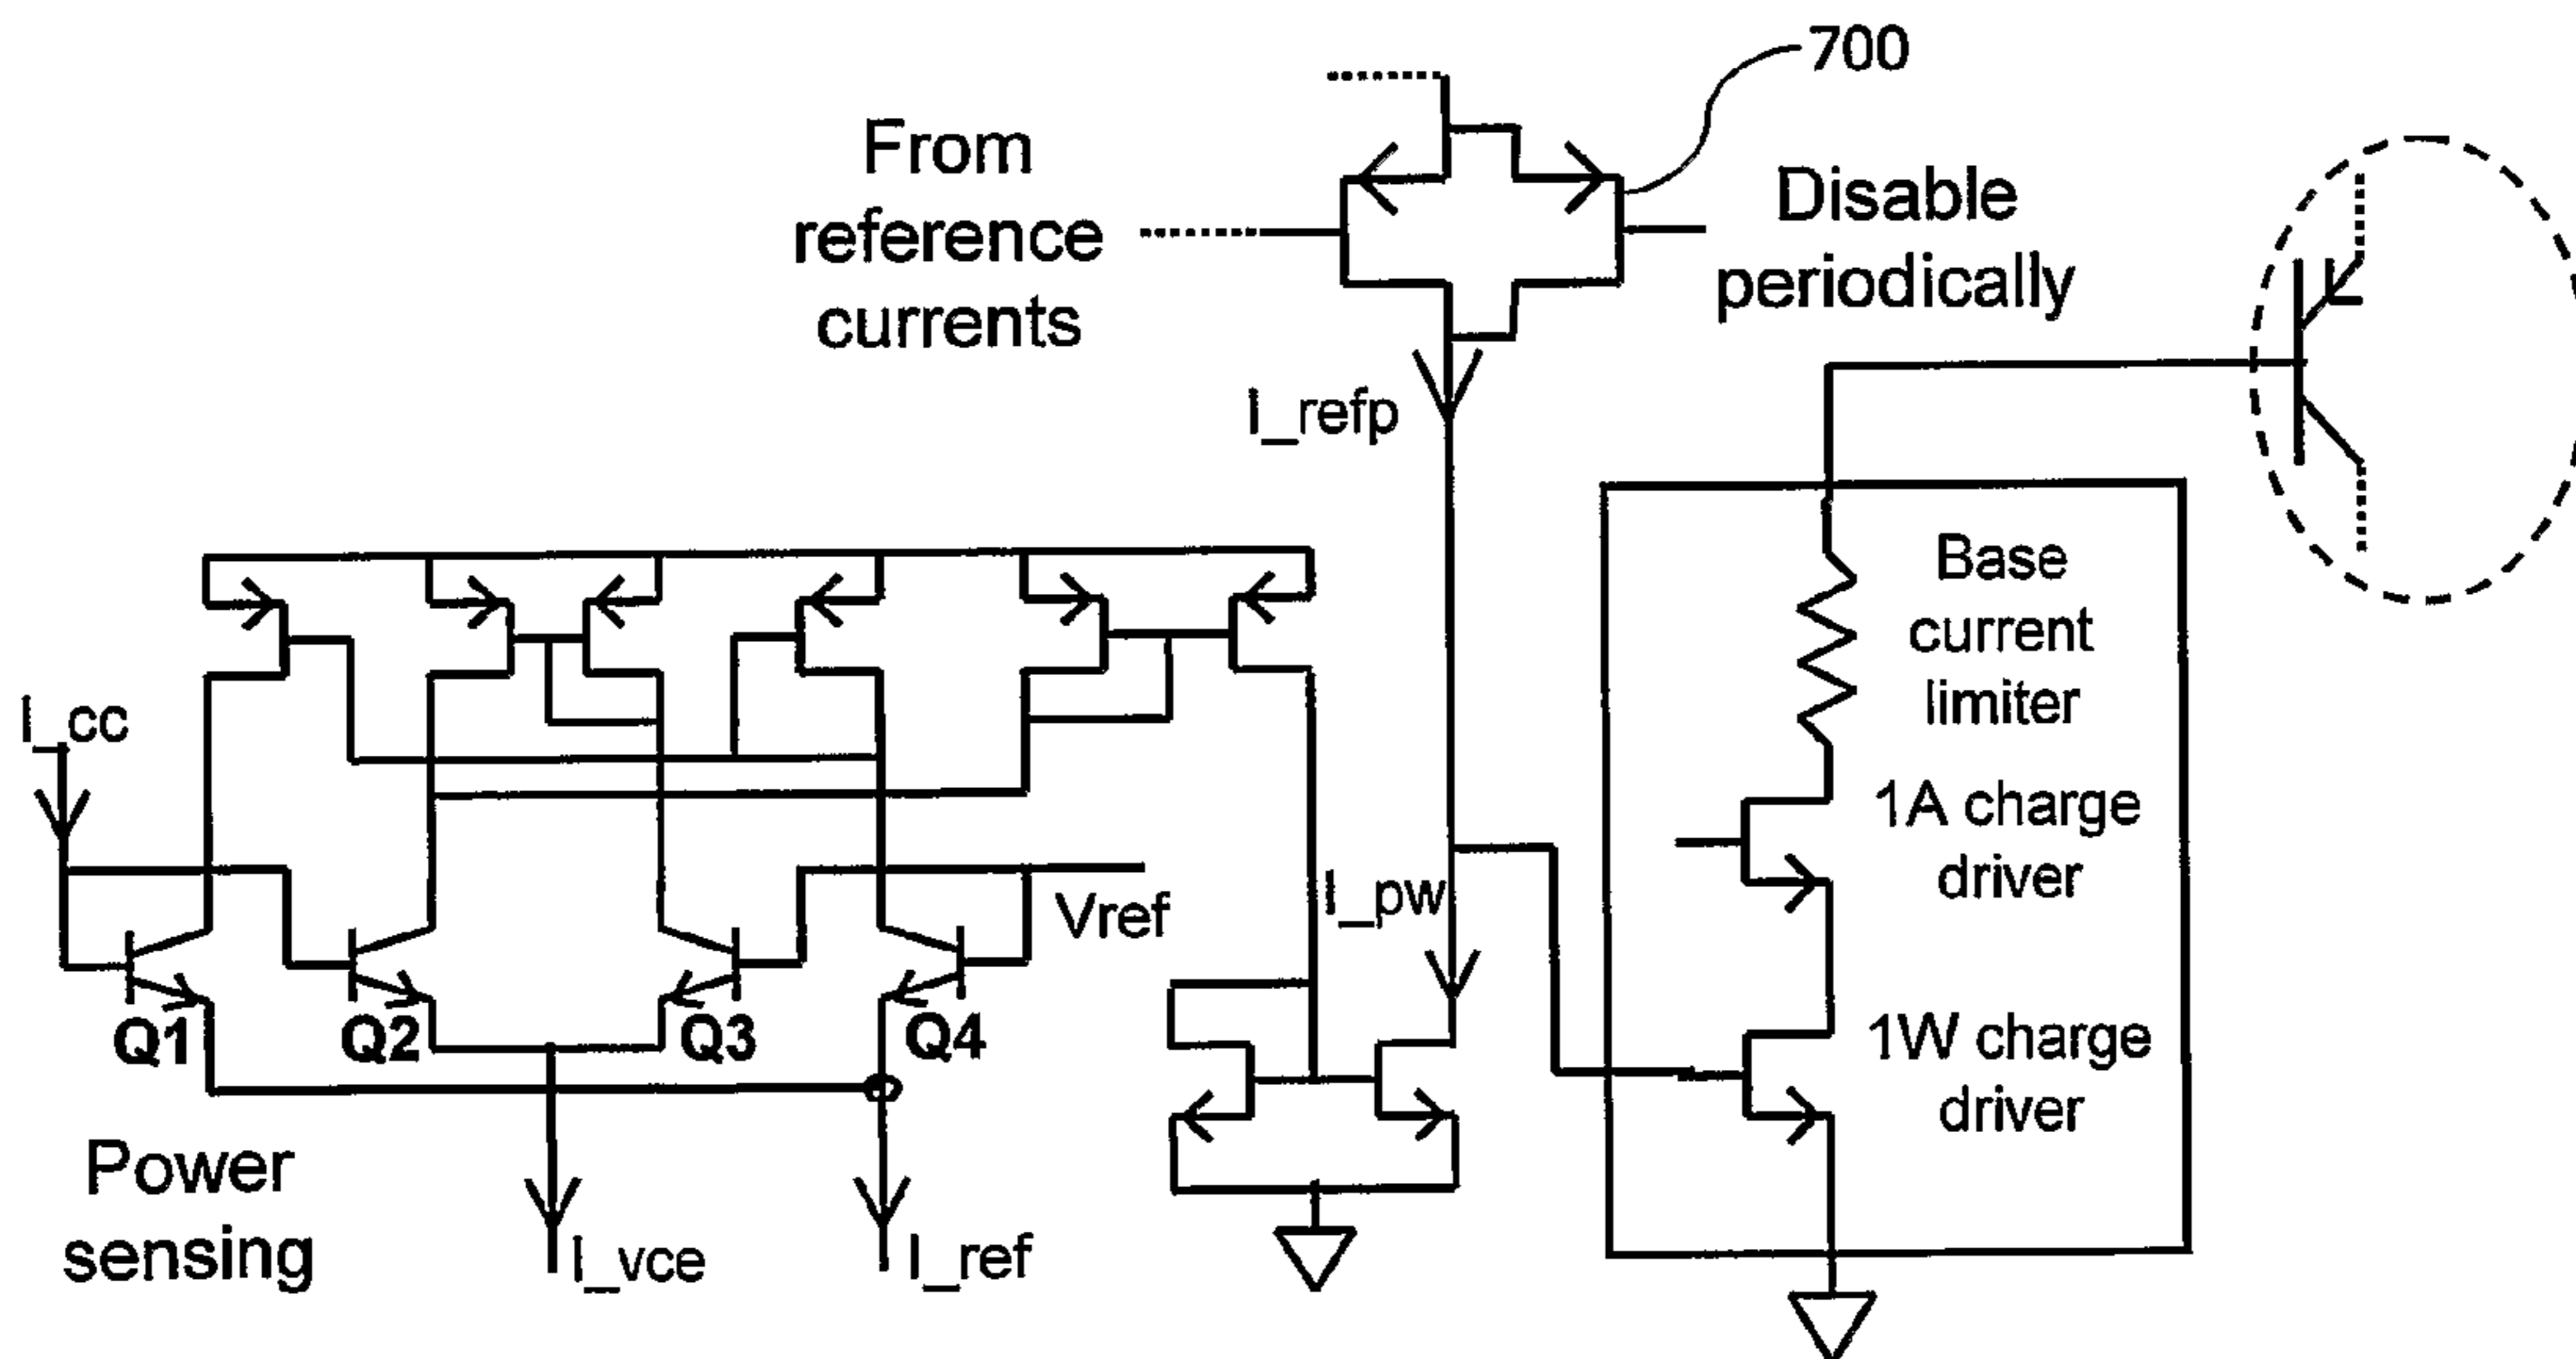 700
From
reference
currents
Disable
periodically
I_refp
Base
current
limiter
I_cc
1A charge
driver
Vref
I_pw
Q1
Q2
Q3
Q4
1W charge
driver
Power
sensing
I_vce
I_ref